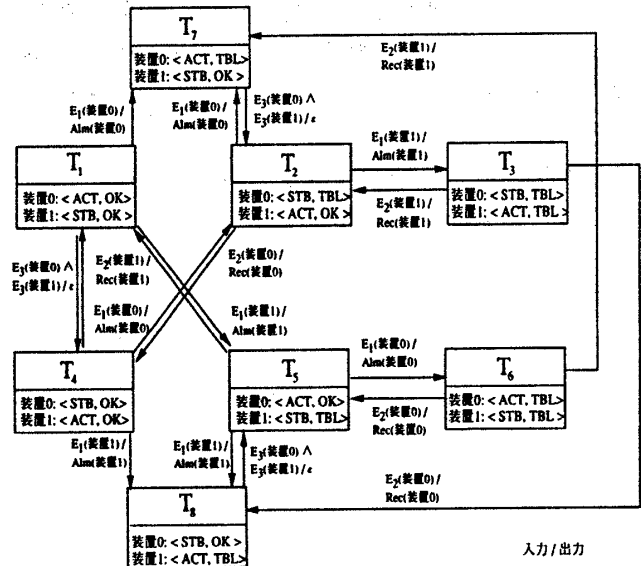 T7
装置0: < ACT, TBL>
装置1: < STB, OK >
E2(装置1) /
Rec(装置1)
E1(装置0) /
Alm(装置0)
E1(装置0) /
Alm(装置0)
E3(装置0) ∧
E3(装置1) / ε
T1
装置0: < ACT, OK>
装置1: < STB, OK >
T2
装置0: < STB, TBL>
装置1: < ACT, OK >
E1(装置1) /
Alm(装置1)
E2(装置1) /
Rec(装置1)
T3
装置0: < STB, TBL>
装置1: < ACT, TBL >
E3(装置0) ∧
E3(装置1) / ε
E2(装置1) /
Rec(装置1)
E1(装置0) /
Alm(装置0)
E2(装置0) /
Rec(装置0)
E1(装置1) /
Alm(装置1)
T4
装置0: < STB, OK>
装置1: < ACT, OK>
T5
装置0: < ACT, OK>
装置1: < STB, TBL>
E1(装置0) /
Alm(装置0)
E2(装置0) /
Rec(装置0)
T6
装置0: < ACT, TBL>
装置1: < STB, TBL >
E1(装置1) /
Alm(装置1)
E1(装置1) /
Alm(装置1)
E3(装置0) ∧
E3(装置1) / ε
E2(装置0) /
Rec(装置0)
T8
装置0: < STB, OK >
装置1: < ACT, TBL>
入力 / 出力